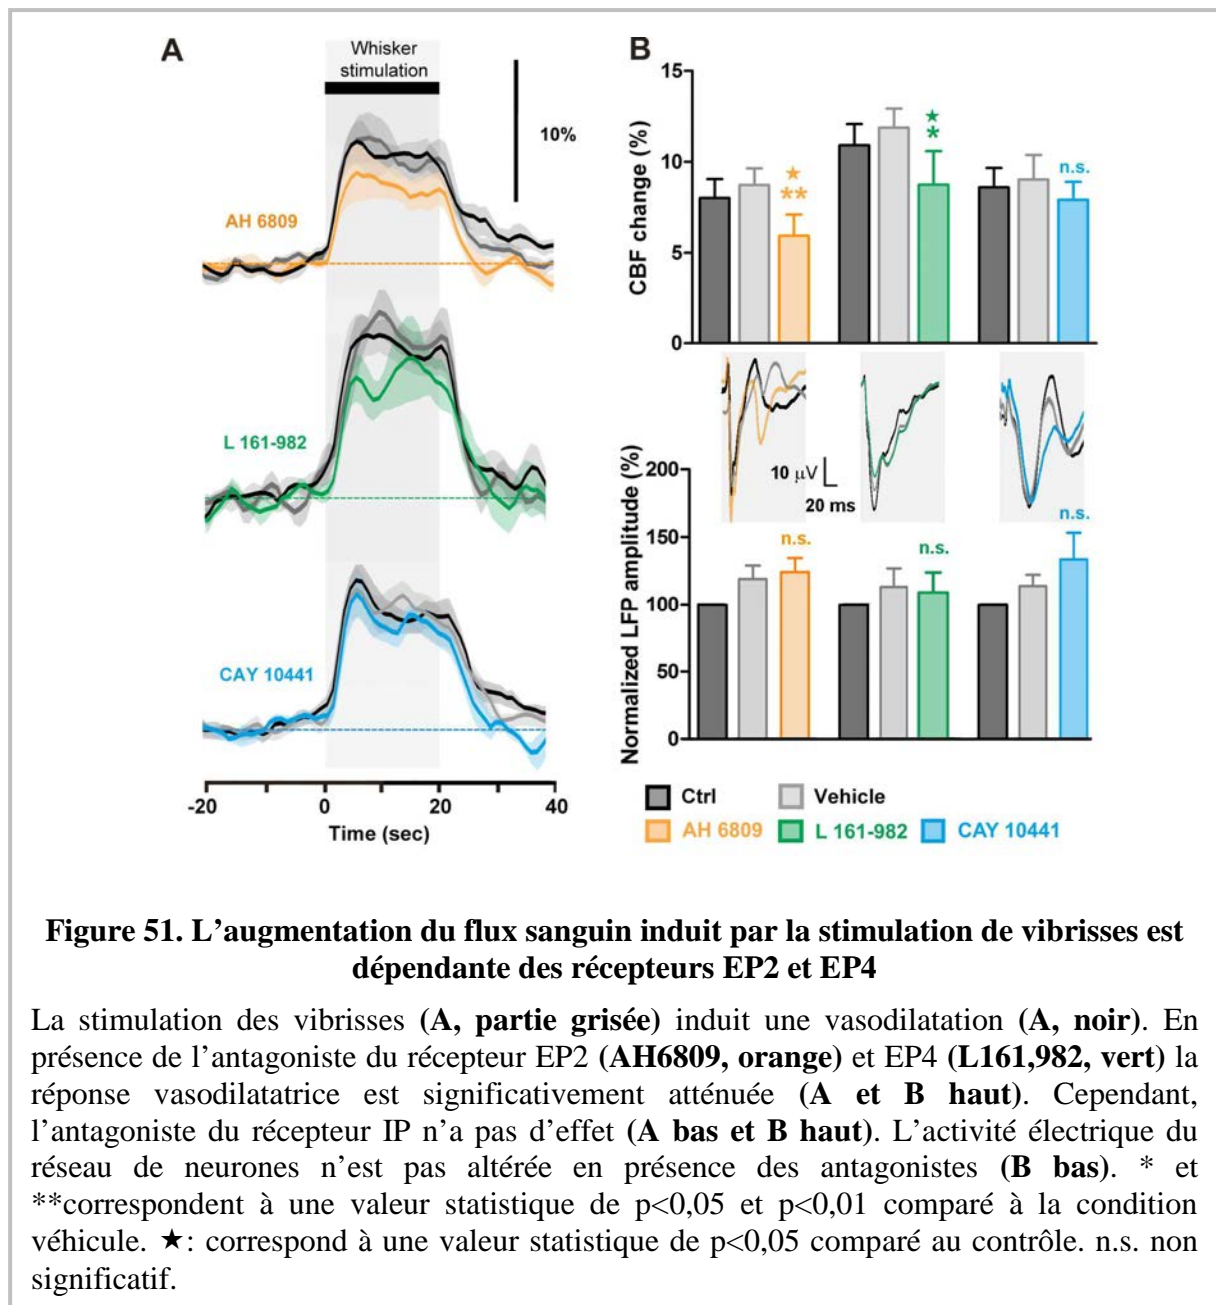 A
B
Whisker
stimulation
10%
AH 6809
L 161-982
CAY 10441
-20
0
20
40
Time (sec)
CBF change (%)
15
10
5
0
★
**
★
*
n.s.
10 µV
20 ms
Normalized LFP amplitude (%)
200
150
100
50
0
n.s.
n.s.
n.s.
Ctrl
Vehicle
AH 6809
L 161-982
CAY 10441
Figure 51. L’augmentation du flux sanguin induit par la stimulation de vibrisses est
dépendante des récepteurs EP2 et EP4
La stimulation des vibrisses (A, partie grisée) induit une vasodilatation (A, noir). En
présence de l’antagoniste du récepteur EP2 (AH6809, orange) et EP4 (L161,982, vert) la
réponse vasodilatatrice est significativement atténuée (A et B haut). Cependant,
l’antagoniste du récepteur IP n’a pas d’effet (A bas et B haut). L’activité électrique du
réseau de neurones n’est pas altérée en présence des antagonistes (B bas). * et
**correspondent à une valeur statistique de p<0,05 et p<0,01 comparé à la condition
véhicule. ★: correspond à une valeur statistique de p<0,05 comparé au contrôle. n.s. non
significatif.